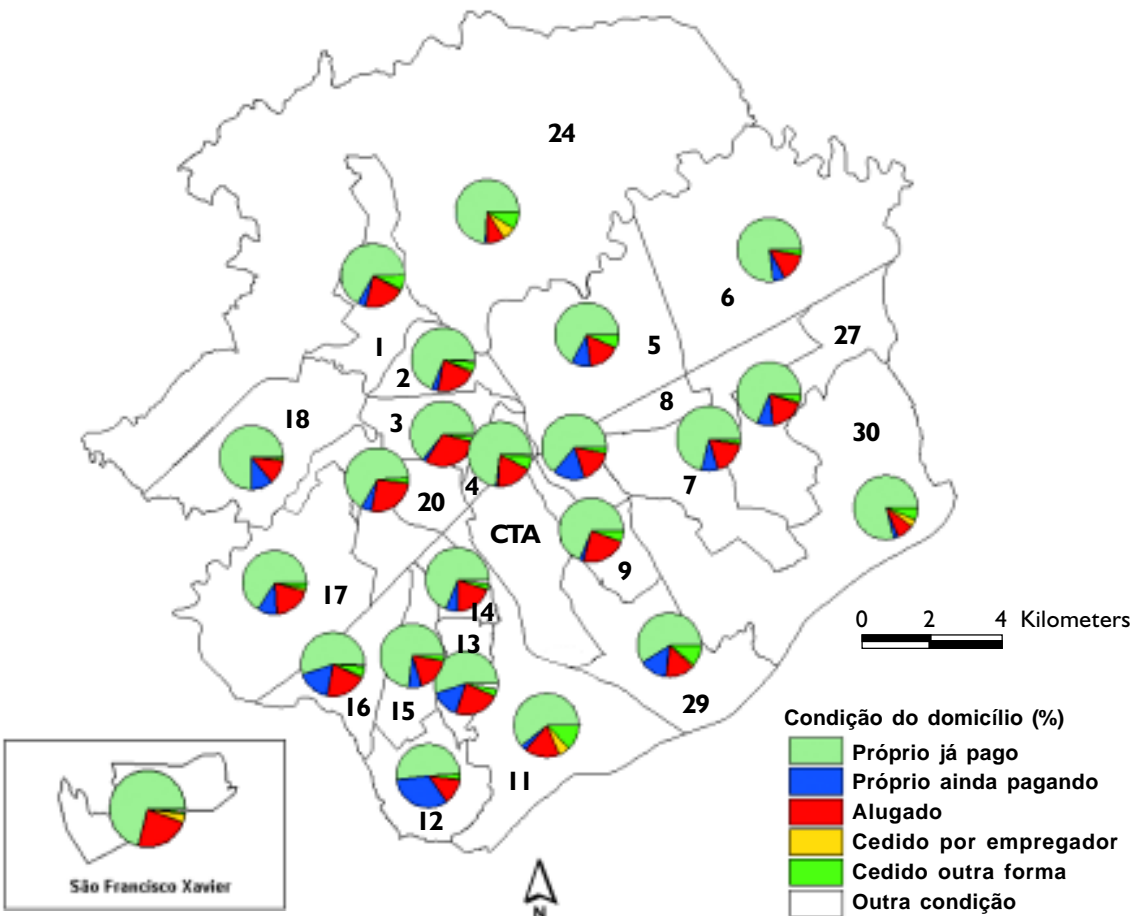 24
6
5
27
1
2
8
18
3
30
4
20
7
CTA
9
17
14
0 2 4 Kilometers
13
29
16
15
Condição do domicílio (%)
Próprio já pago
Próprio ainda pagando
Alugado
Cedido por empregador
Cedido outra forma
Outra condição
11
12
São Francisco Xavier
N